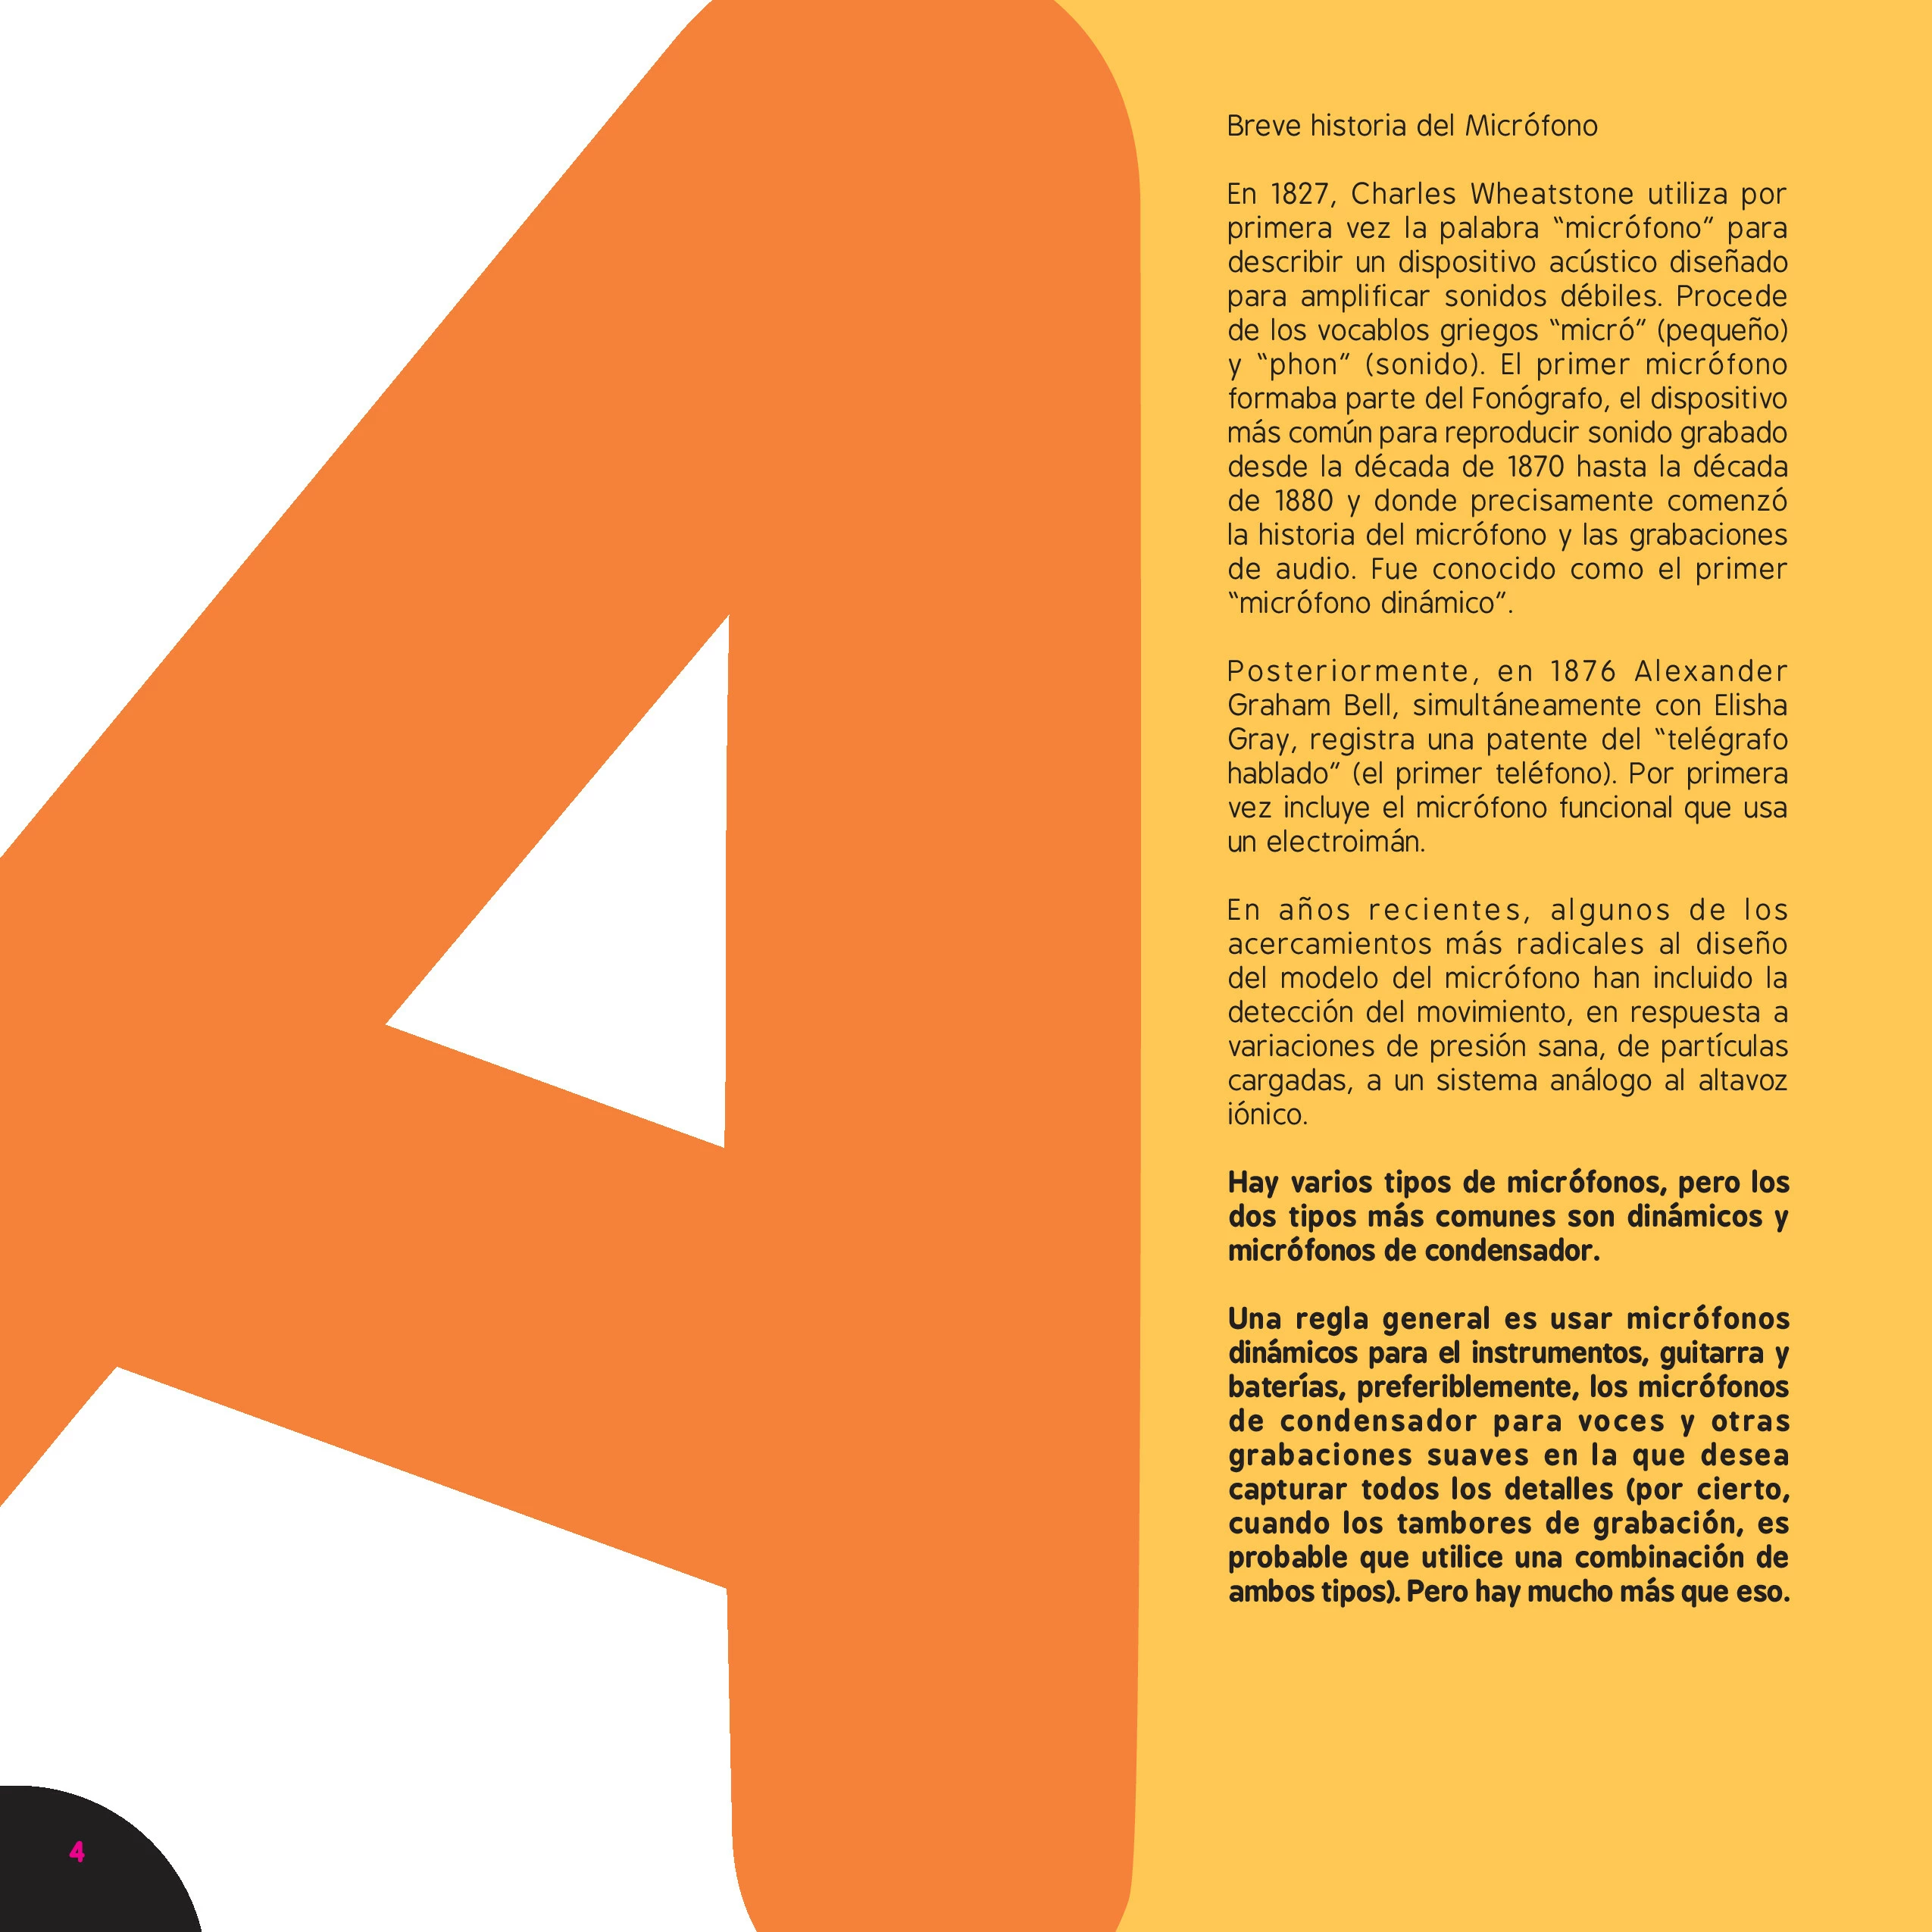 Breve historia del Micrófono
En 1827, Charles Wheatstone utiliza por
primera vez la palabra “micrófono” para
describir un dispositivo acústico diseñado
para amplificar sonidos débiles. Procede
de los vocablos griegos “micró” (pequeño)
y “phon” (sonido). El primer micrófono
formaba parte del Fonógrafo, el dispositivo
más común para reproducir sonido grabado
desde la década de 1870 hasta la década
de 1880 y donde precisamente comenzó
la historia del micrófono y las grabaciones
de audio. Fue conocido como el primer
“micrófono dinámico”.
Posteriormente, en 1876 Alexander
Graham Bell, simultáneamente con Elisha
Gray, registra una patente del “telégrafo
hablado” (el primer teléfono). Por primera
vez incluye el micrófono funcional que usa
un electroimán.
En años recientes, algunos de los
acercamientos más radicales al diseño
del modelo del micrófono han incluido la
detección del movimiento, en respuesta a
variaciones de presión sana, de partículas
cargadas, a un sistema análogo al altavoz
iónico.
Hay varios tipos de micrófonos, pero los
dos tipos más comunes son dinámicos y
micrófonos de condensador.
Una regla general es usar micrófonos
dinámicos para el instrumentos, guitarra y
baterías, preferiblemente, los micrófonos
de condensador para voces y otras
grabaciones suaves en la que desea
capturar todos los detalles (por cierto,
cuando los tambores de grabación, es
probable que utilice una combinación de
ambos tipos). Pero hay mucho más que eso.
4